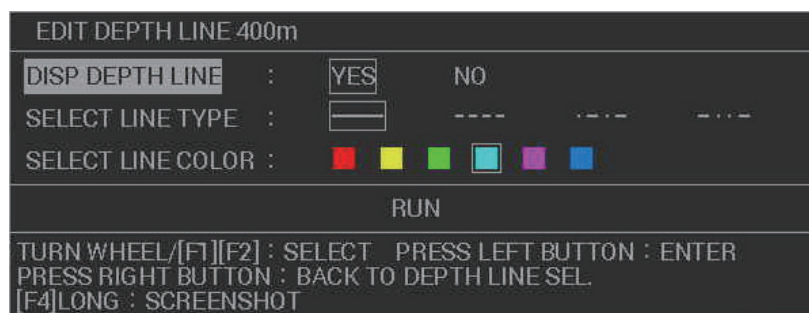 EDIT DEPTH LINE 400m
DISP DEPTH LINE : YES NO
SELECT LINE TYPE :
SELECT LINE COLOR :
RUN
TURN WHEEL/[F1][F2] : SELECT PRESS LEFT BUTTON : ENTER
PRESS RIGHT BUTTON : BACK TO DEPTH LINE SEL.
[F4]LONG : SCREENSHOT